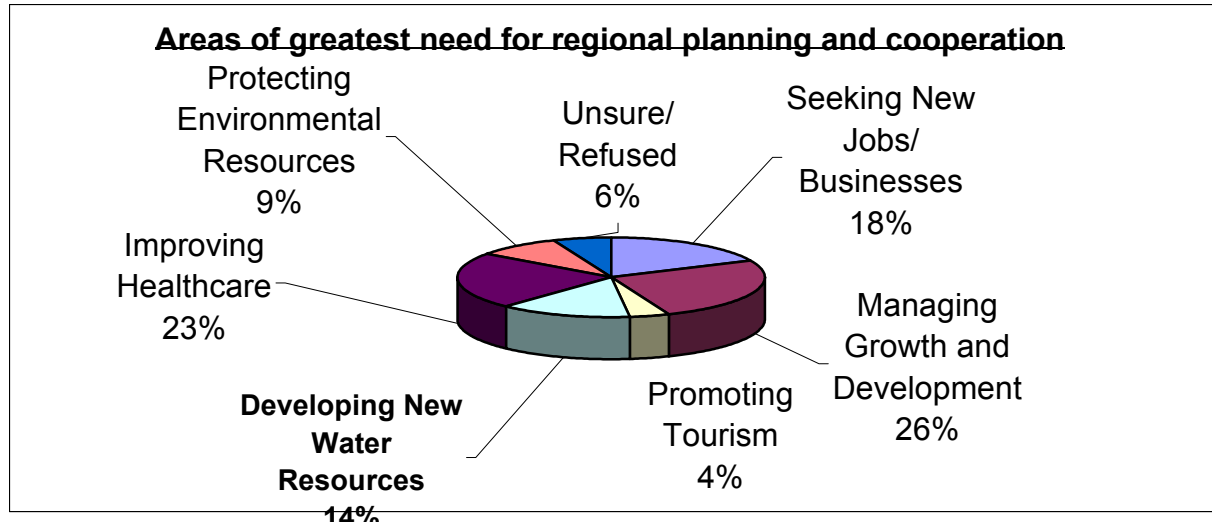 Areas of greatest need for regional planning and cooperation
Protecting
Environmental
Resources
9%
Unsure/
Refused
6%
Seeking New
Jobs/
Businesses
18%
Improving
Healthcare
23%
Managing
Growth and
Development
26%
Developing New
Water
Resources
14%
Promoting
Tourism
4%